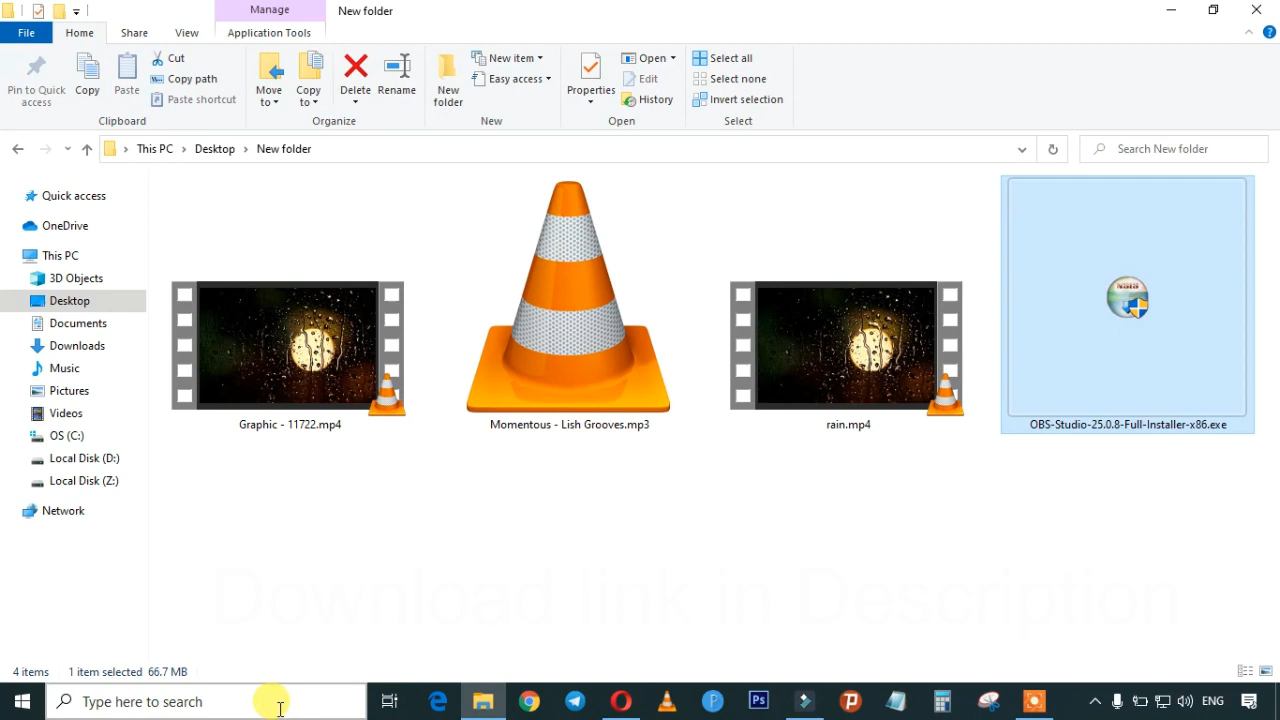 Manage
New folder
File
Home
Share
View
Application Tools
Pin to Quick access
Copy
Paste
Cut
Copy path
Paste shortcut
Clipboard
Move to
Copy to
Delete
Rename
Organize
New folder
New item
Easy access
New
Properties
Open
Edit
History
Open
Select all
Select none
Invert selection
Select
This PC > Desktop > New folder
Search New folder
Quick access
OneDrive
This PC
3D Objects
Desktop
Documents
Downloads
Music
Pictures
Videos
OS (C:)
Local Disk (D:)
Local Disk (Z:)
Network
NSIS
Graphic - 11722.mp4
Momentous - Lish Grooves.mp3
rain.mp4
OBS-Studio-25.0.8-Full-Installer-x86.exe
Download link in Description
4 items
1 item selected 66.7 MB
Type here to search
Ps
ENG